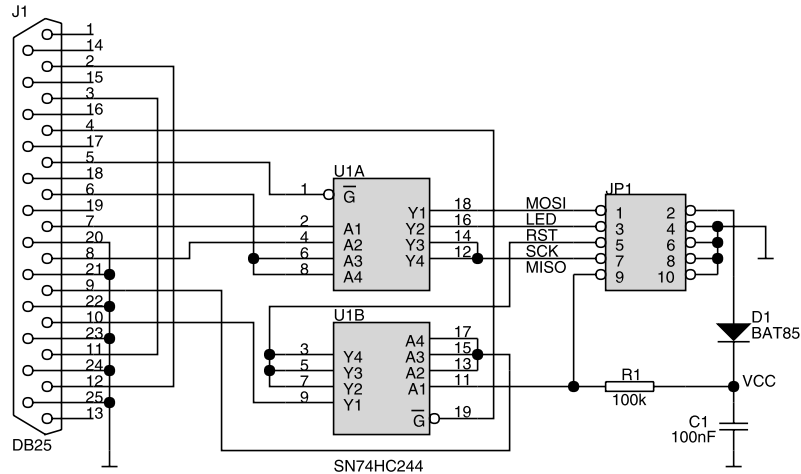 J1
1
14
2
15
3
16
4
17
5
18
6
19
7
20
8
21
9
22
10
23
11
24
12
25
13
DB25
U1A
1 G
Y1 18 MOSI
2 A1 Y2 16 LED
4 A2 Y3 14 RST
6 A3 Y4 12 SCK
8 A4 MISO
JP1
1 2
3 4
5 6
7 8
9 10
U1B
A4 17
3 Y4 A3 15
5 Y3 A2 13
7 Y2 A1 11
9 Y1
G 19
SN74HC244
D1
BAT85
R1
100k
VCC
C1
100nF